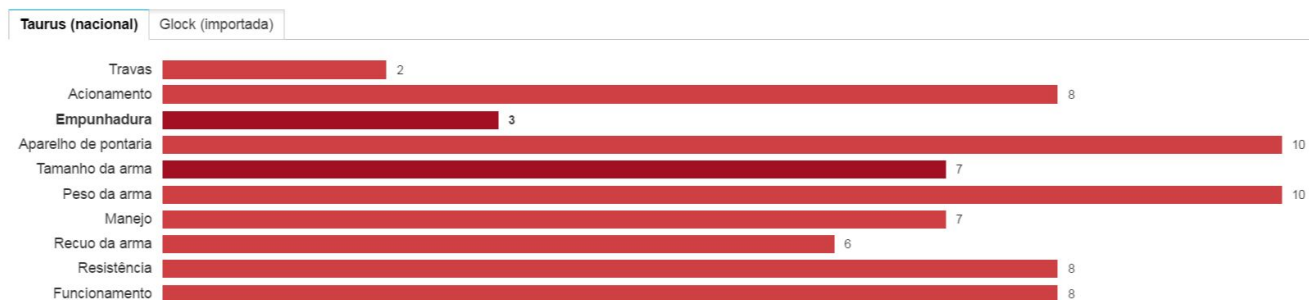 Taurus (nacional) Glock (importada)
Travas 2
Acionamento 8
Empunhadura 3
Aparelho de pontaria 10
Tamanho da arma 7
Peso da arma 10
Manejo 7
Recuo da arma 6
Resistência 8
Funcionamento 8